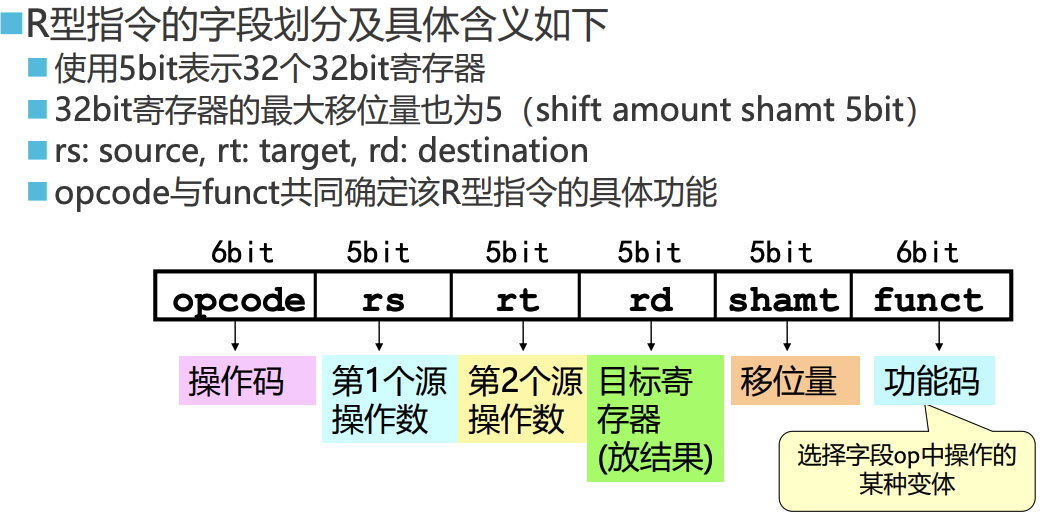 R型指令的字段划分及具体含义如下
使用5bit表示32个32bit寄存器
32bit寄存器的最大移位量也为5（shift amount shamt 5bit）
rs: source, rt: target, rd: destination
opcode与funct共同确定该R型指令的具体功能
6bit 5bit 5bit 5bit 5bit 6bit
opcode rs rt rd shamt funct
操作码
第1个源
操作数
第2个源
操作数
目标寄
存器
(放结果)
移位量
功能码
选择字段op中操作的
某种变体